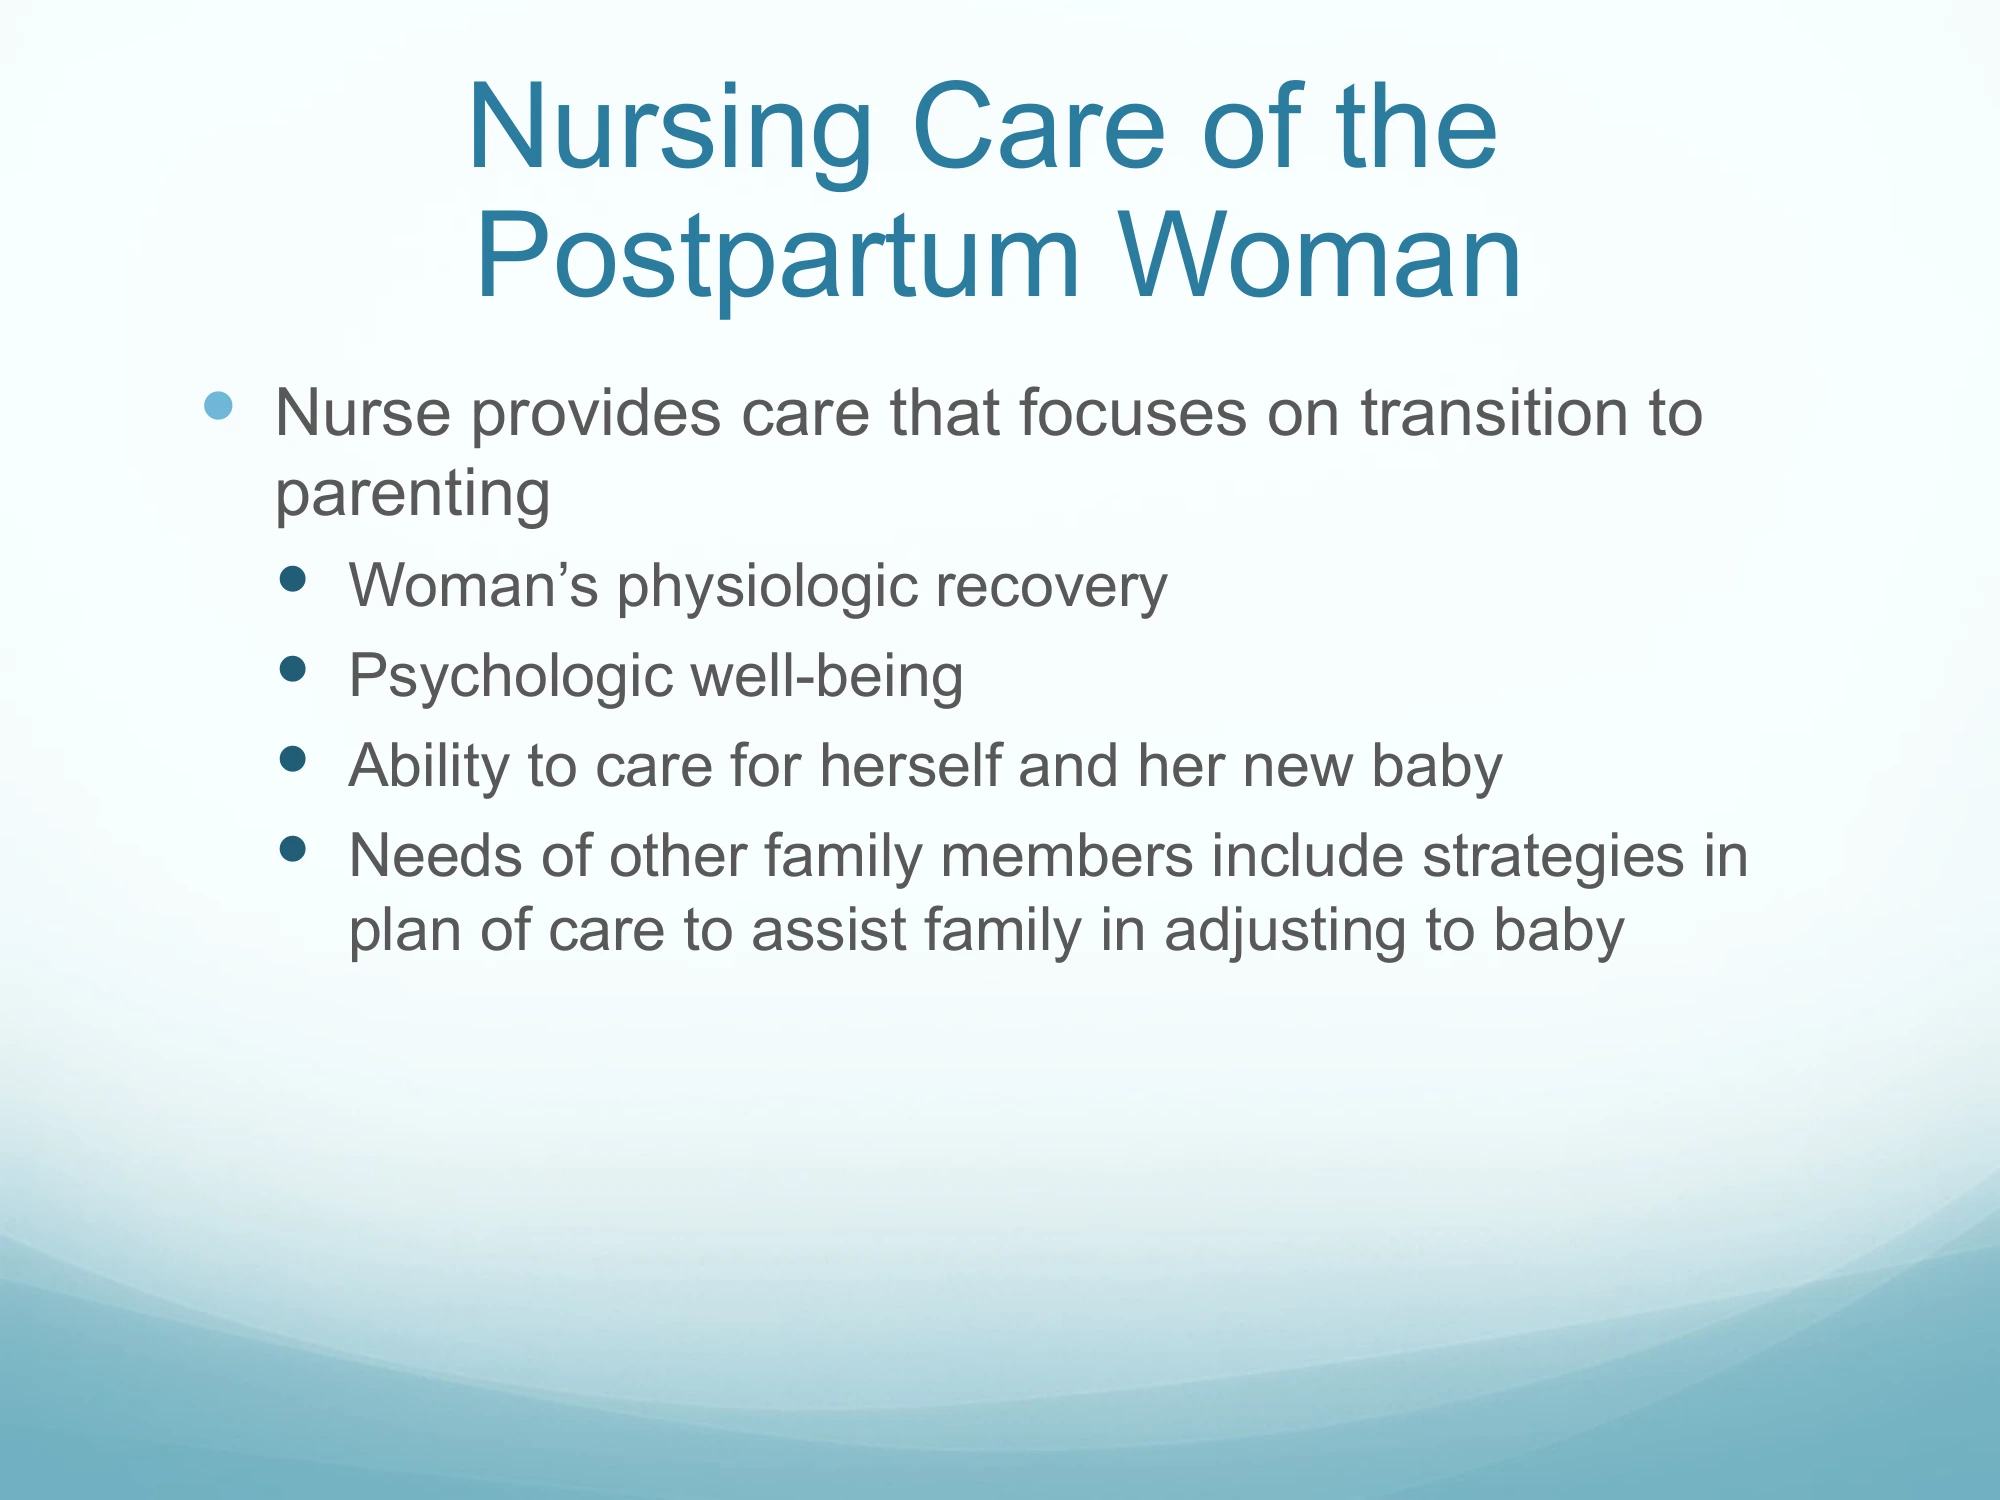 Nursing Care of the
Postpartum Woman
• Nurse provides care that focuses on transition to
parenting
• Woman’s physiologic recovery
• Psychologic well-being
• Ability to care for herself and her new baby
• Needs of other family members include strategies in
plan of care to assist family in adjusting to baby